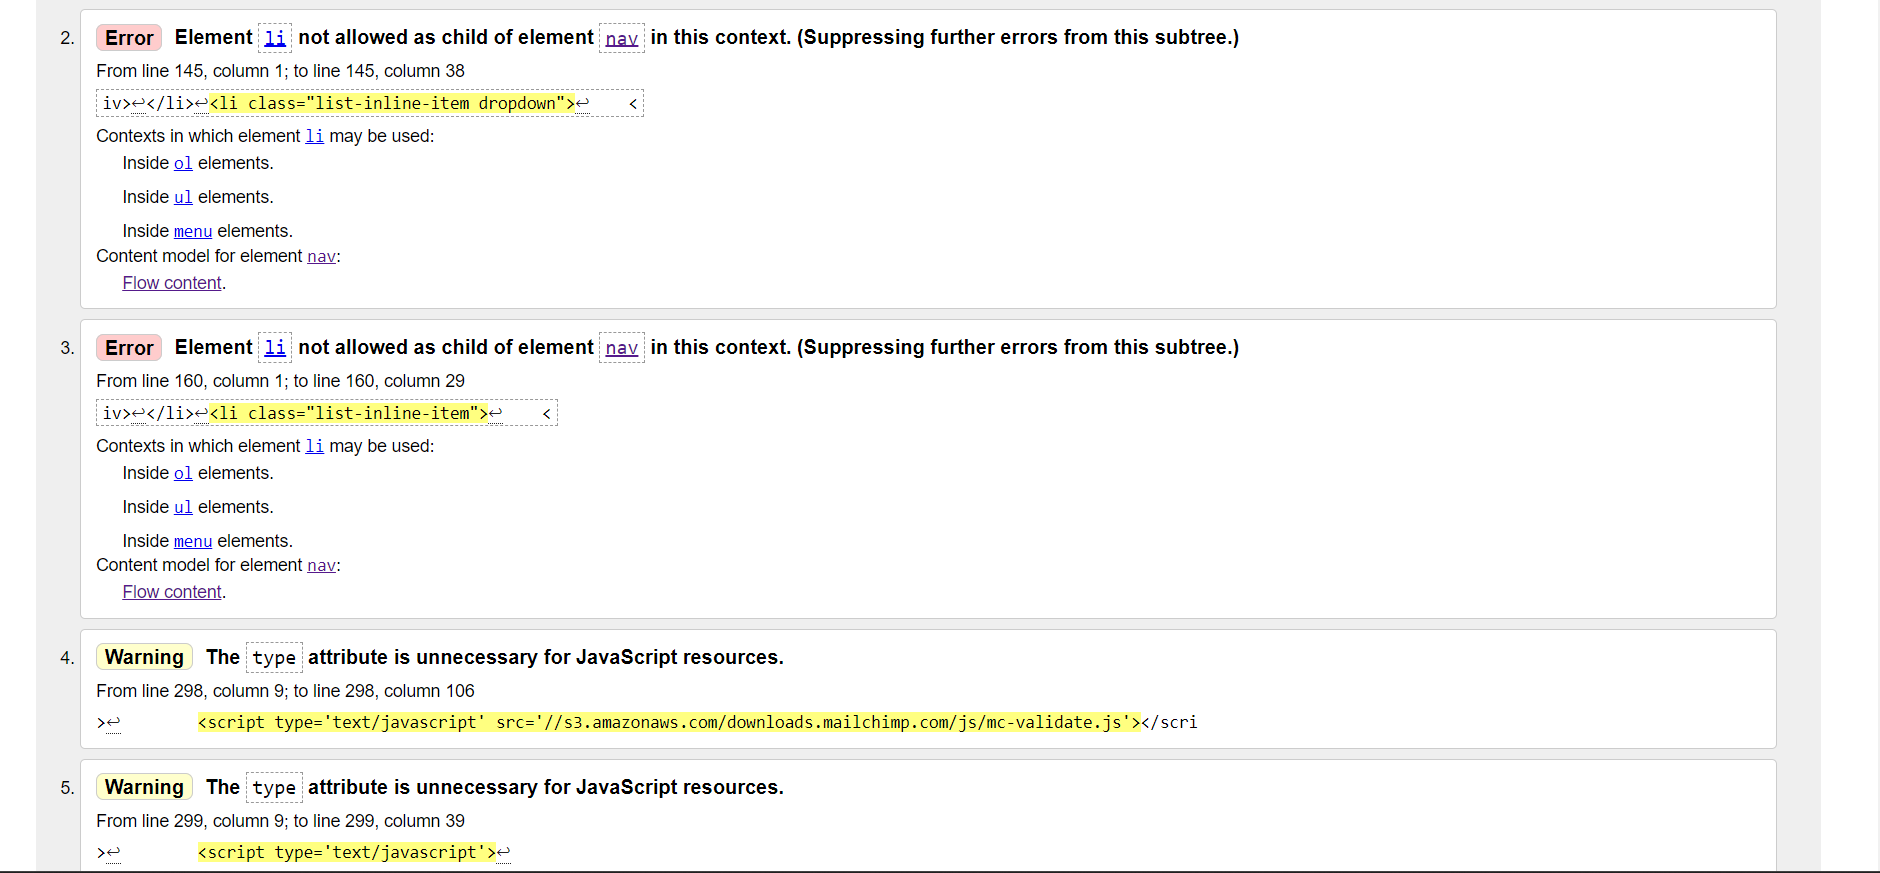 2. Error Element li not allowed as child of element nav in this context. (Suppressing further errors from this subtree.)
From line 145, column 1; to line 145, column 38
iv>↩</li>↩<li class="list-inline-item dropdown">↩    <
Contexts in which element li may be used:
Inside ol elements.
Inside ul elements.
Inside menu elements.
Content model for element nav:
Flow content.
3. Error Element li not allowed as child of element nav in this context. (Suppressing further errors from this subtree.)
From line 160, column 1; to line 160, column 29
iv>↩</li>↩<li class="list-inline-item">↩    <
Contexts in which element li may be used:
Inside ol elements.
Inside ul elements.
Inside menu elements.
Content model for element nav:
Flow content.
4. Warning The type attribute is unnecessary for JavaScript resources.
From line 298, column 9; to line 298, column 106
>↩        <script type='text/javascript' src='//s3.amazonaws.com/downloads.mailchimp.com/js/mc-validate.js'></scri
5. Warning The type attribute is unnecessary for JavaScript resources.
From line 299, column 9; to line 299, column 39
>↩        <script type='text/javascript'>↩